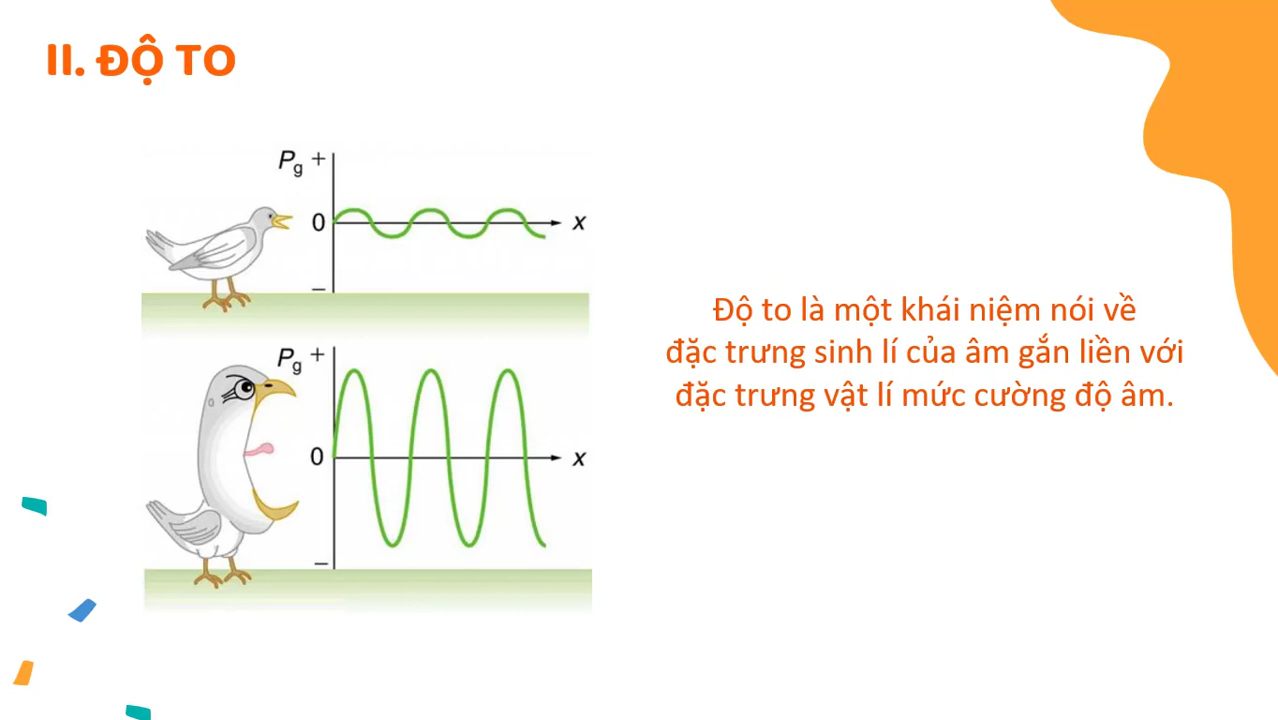 II. ĐỘ TO
Pg +
0
x
–
Pg +
0
x
–
Độ to là một khái niệm nói về
đặc trưng sinh lí của âm gắn liền với
đặc trưng vật lí mức cường độ âm.